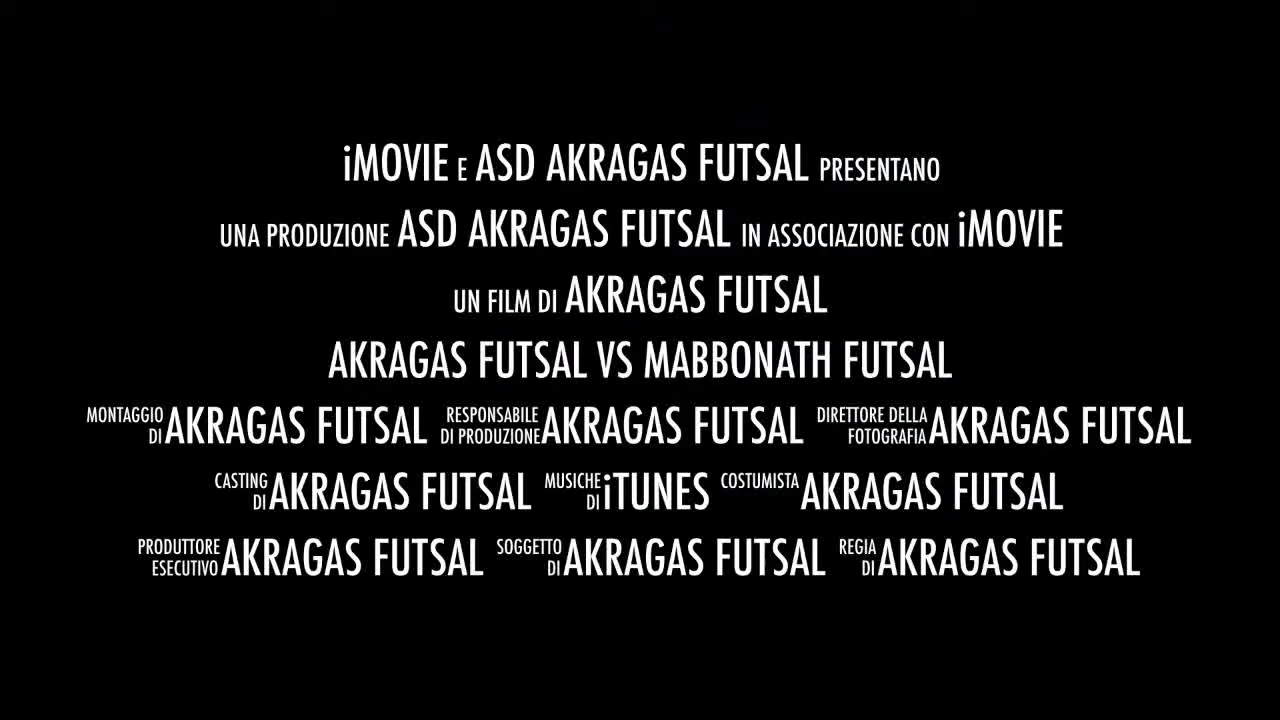 iMOVIE E ASD AKRAGAS FUTSAL PRESENTANO
UNA PRODUZIONE ASD AKRAGAS FUTSAL IN ASSOCIAZIONE CON iMOVIE
UN FILM DI AKRAGAS FUTSAL
AKRAGAS FUTSAL VS MABBONATH FUTSAL
MONTAGGIO DI AKRAGAS FUTSAL RESPONSABILE DI PRODUZIONE AKRAGAS FUTSAL DIRETTORE DELLA FOTOGRAFIA AKRAGAS FUTSAL
CASTING DI AKRAGAS FUTSAL MUSICHE DI iTUNES COSTUMISTA AKRAGAS FUTSAL
PRODUTTORE ESECUTIVO AKRAGAS FUTSAL SOGGETTO DI AKRAGAS FUTSAL REGIA DI AKRAGAS FUTSAL